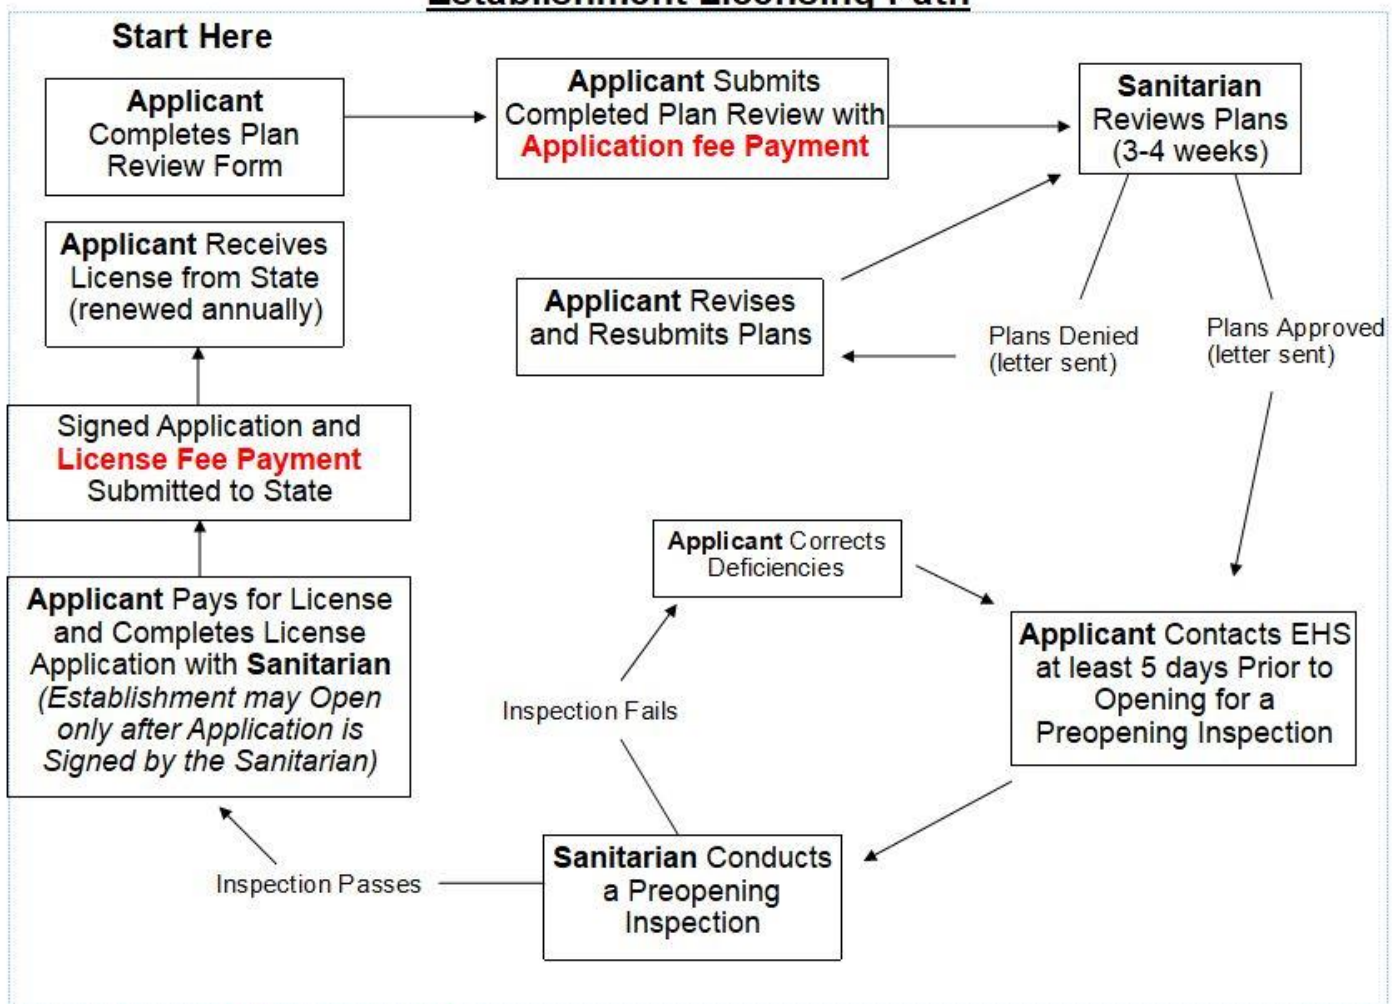 Establishment Licensing Path
Start Here
Applicant
Completes Plan
Review Form
Applicant Submits
Completed Plan Review with
Application fee Payment
Sanitarian
Reviews Plans
(3-4 weeks)
Applicant Receives
License from State
(renewed annually)
Applicant Revises
and Resubmits Plans
Plans Denied
(letter sent)
Plans Approved
(letter sent)
Signed Application and
License Fee Payment
Submitted to State
Applicant Corrects
Deficiencies
Applicant Pays for License
and Completes License
Application with Sanitarian
(Establishment may Open
only after Application is
Signed by the Sanitarian)
Applicant Contacts EHS
at least 5 days Prior to
Opening for a
Preopening Inspection
Inspection Fails
Sanitarian Conducts
a Preopening
Inspection
Inspection Passes